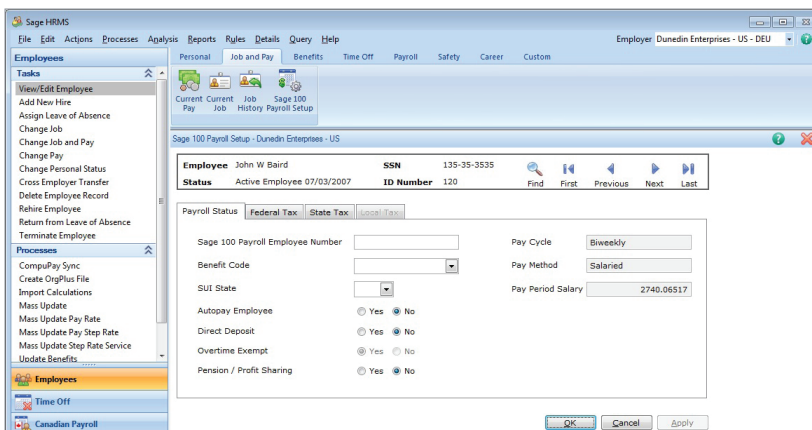 Sage HRMS
File Edit Actions Processes Analysis Reports Rules Details Query Help Employer Dunedin Enterprises - US - DEU
Employees
Tasks
View/Edit Employee
Add New Hire
Assign Leave of Absence
Change Job
Change Job and Pay
Change Pay
Change Personal Status
Cross Employer Transfer
Delete Employee Record
Rehire Employee
Return from Leave of Absence
Terminate Employee
Processes
CompuPay Sync
Create OrgPlus File
Import Calculations
Mass Update
Mass Update Pay Rate
Mass Update Pay Step Rate
Mass Update Step Rate Service
Update Benefits
Employees
Time Off
Canadian Payroll
Personal Job and Pay Benefits Time Off Payroll Safety Career Custom
Current Pay
Current Job
Job History
Sage 100 Payroll Setup
Sage 100 Payroll Setup - Dunedin Enterprises - US
Employee John W Baird SSN 135-35-3535
Status Active Employee 07/03/2007 ID Number 120
Find First Previous Next Last
Payroll Status Federal Tax State Tax Local Tax
Sage 100 Payroll Employee Number Pay Cycle Biweekly
Benefit Code Pay Method Salaried
SUI State Pay Period Salary 2740.06517
Autopay Employee Yes No
Direct Deposit Yes No
Overtime Exempt Yes No
Pension / Profit Sharing Yes No
OK Cancel Apply